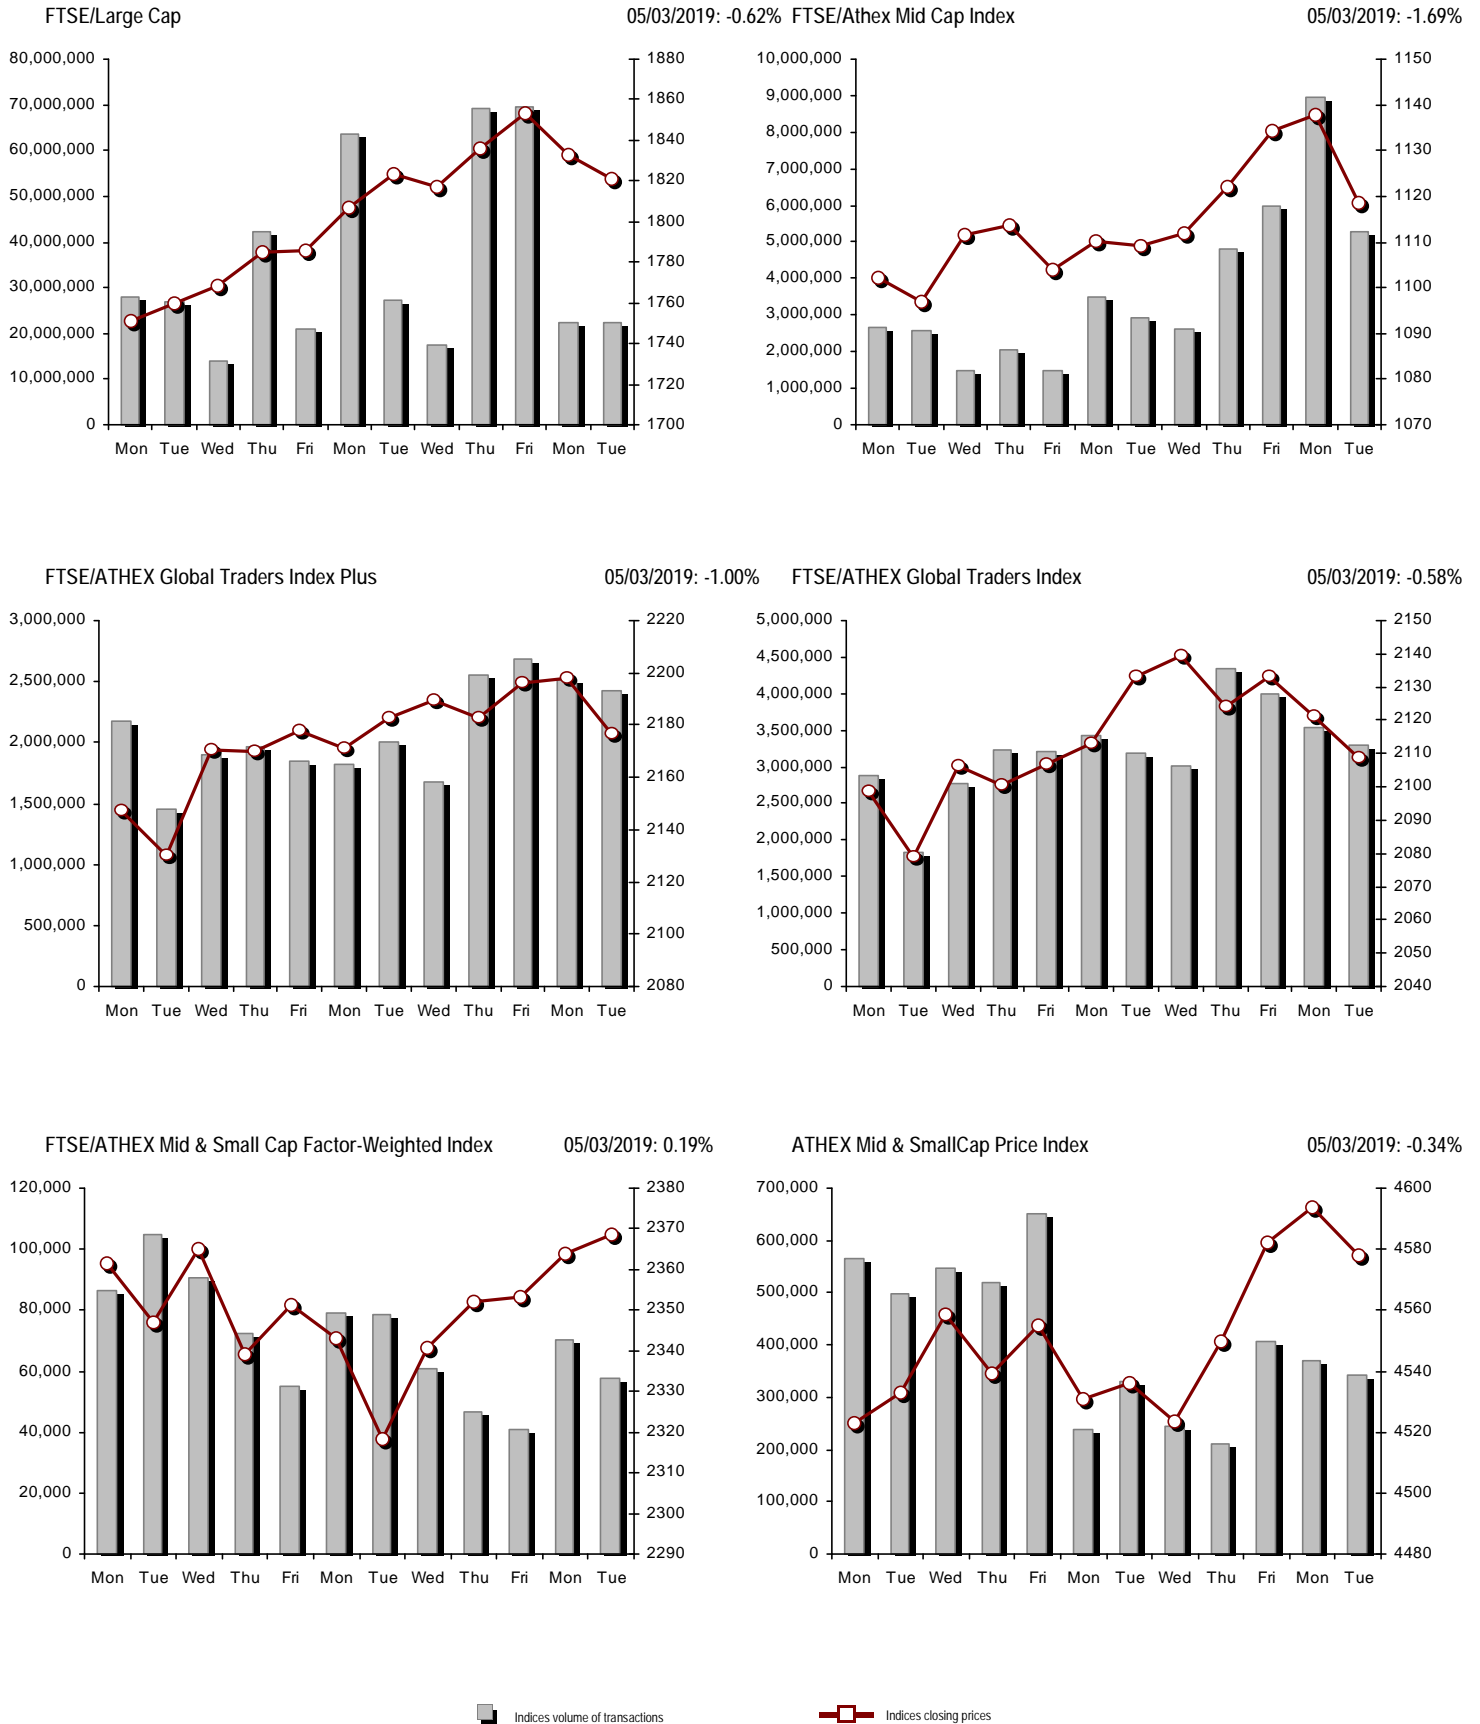 FTSE/Large Cap 05/03/2019: -0.62% FTSE/Athex Mid Cap Index 05/03/2019: -1.69%
80,000,000 1880 10,000,000 1150
70,000,000 1860 9,000,000 1140
60,000,000 1840 8,000,000 1130
50,000,000 1820 7,000,000 1120
40,000,000 1800 6,000,000 1110
30,000,000 1780 5,000,000 1100
20,000,000 1760 4,000,000 1090
10,000,000 1740 3,000,000 1080
0 1720 2,000,000 1070
1700 1,000,000
0
Mon Tue Wed Thu Fri Mon Tue Wed Thu Fri Mon Tue Mon Tue Wed Thu Fri Mon Tue Wed Thu Fri Mon Tue
FTSE/ATHEX Global Traders Index Plus 05/03/2019: -1.00% FTSE/ATHEX Global Traders Index 05/03/2019: -0.58%
3,000,000 2220 5,000,000 2150
2,500,000 2200 4,500,000 2140
2,000,000 2180 4,000,000 2130
1,500,000 2160 3,500,000 2120
1,000,000 2140 3,000,000 2110
500,000 2120 2,500,000 2100
0 2100 2,000,000 2090
2080 1,500,000 2080
1,000,000 2070
500,000 2060
0 2050
2040
Mon Tue Wed Thu Fri Mon Tue Wed Thu Fri Mon Tue Mon Tue Wed Thu Fri Mon Tue Wed Thu Fri Mon Tue
FTSE/ATHEX Mid & Small Cap Factor-Weighted Index 05/03/2019: 0.19% ATHEX Mid & SmallCap Price Index 05/03/2019: -0.34%
120,000 2380 700,000 4600
100,000 2370 600,000 4580
80,000 2360 500,000 4560
60,000 2350 400,000 4540
40,000 2340 300,000 4520
20,000 2330 200,000 4500
0 2320 100,000 4480
2310 0
2300
2290
Mon Tue Wed Thu Fri Mon Tue Wed Thu Fri Mon Tue Mon Tue Wed Thu Fri Mon Tue Wed Thu Fri Mon Tue
Indices volume of transactions Indices closing prices